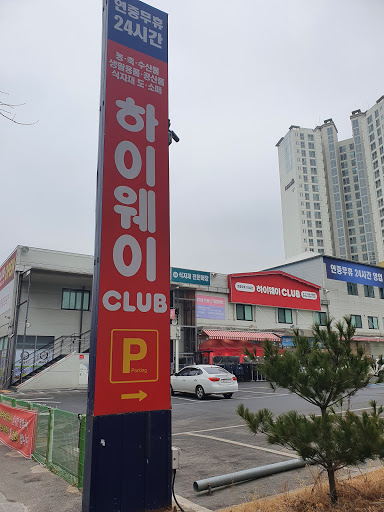 연중무휴
24시간
농·축·수산물
생활용품·공산품
식자재 도·소매
하이웨이
CLUB
P
Parking
식자재 전문매장
하이웨이 CLUB
연중무휴 24시간 영업